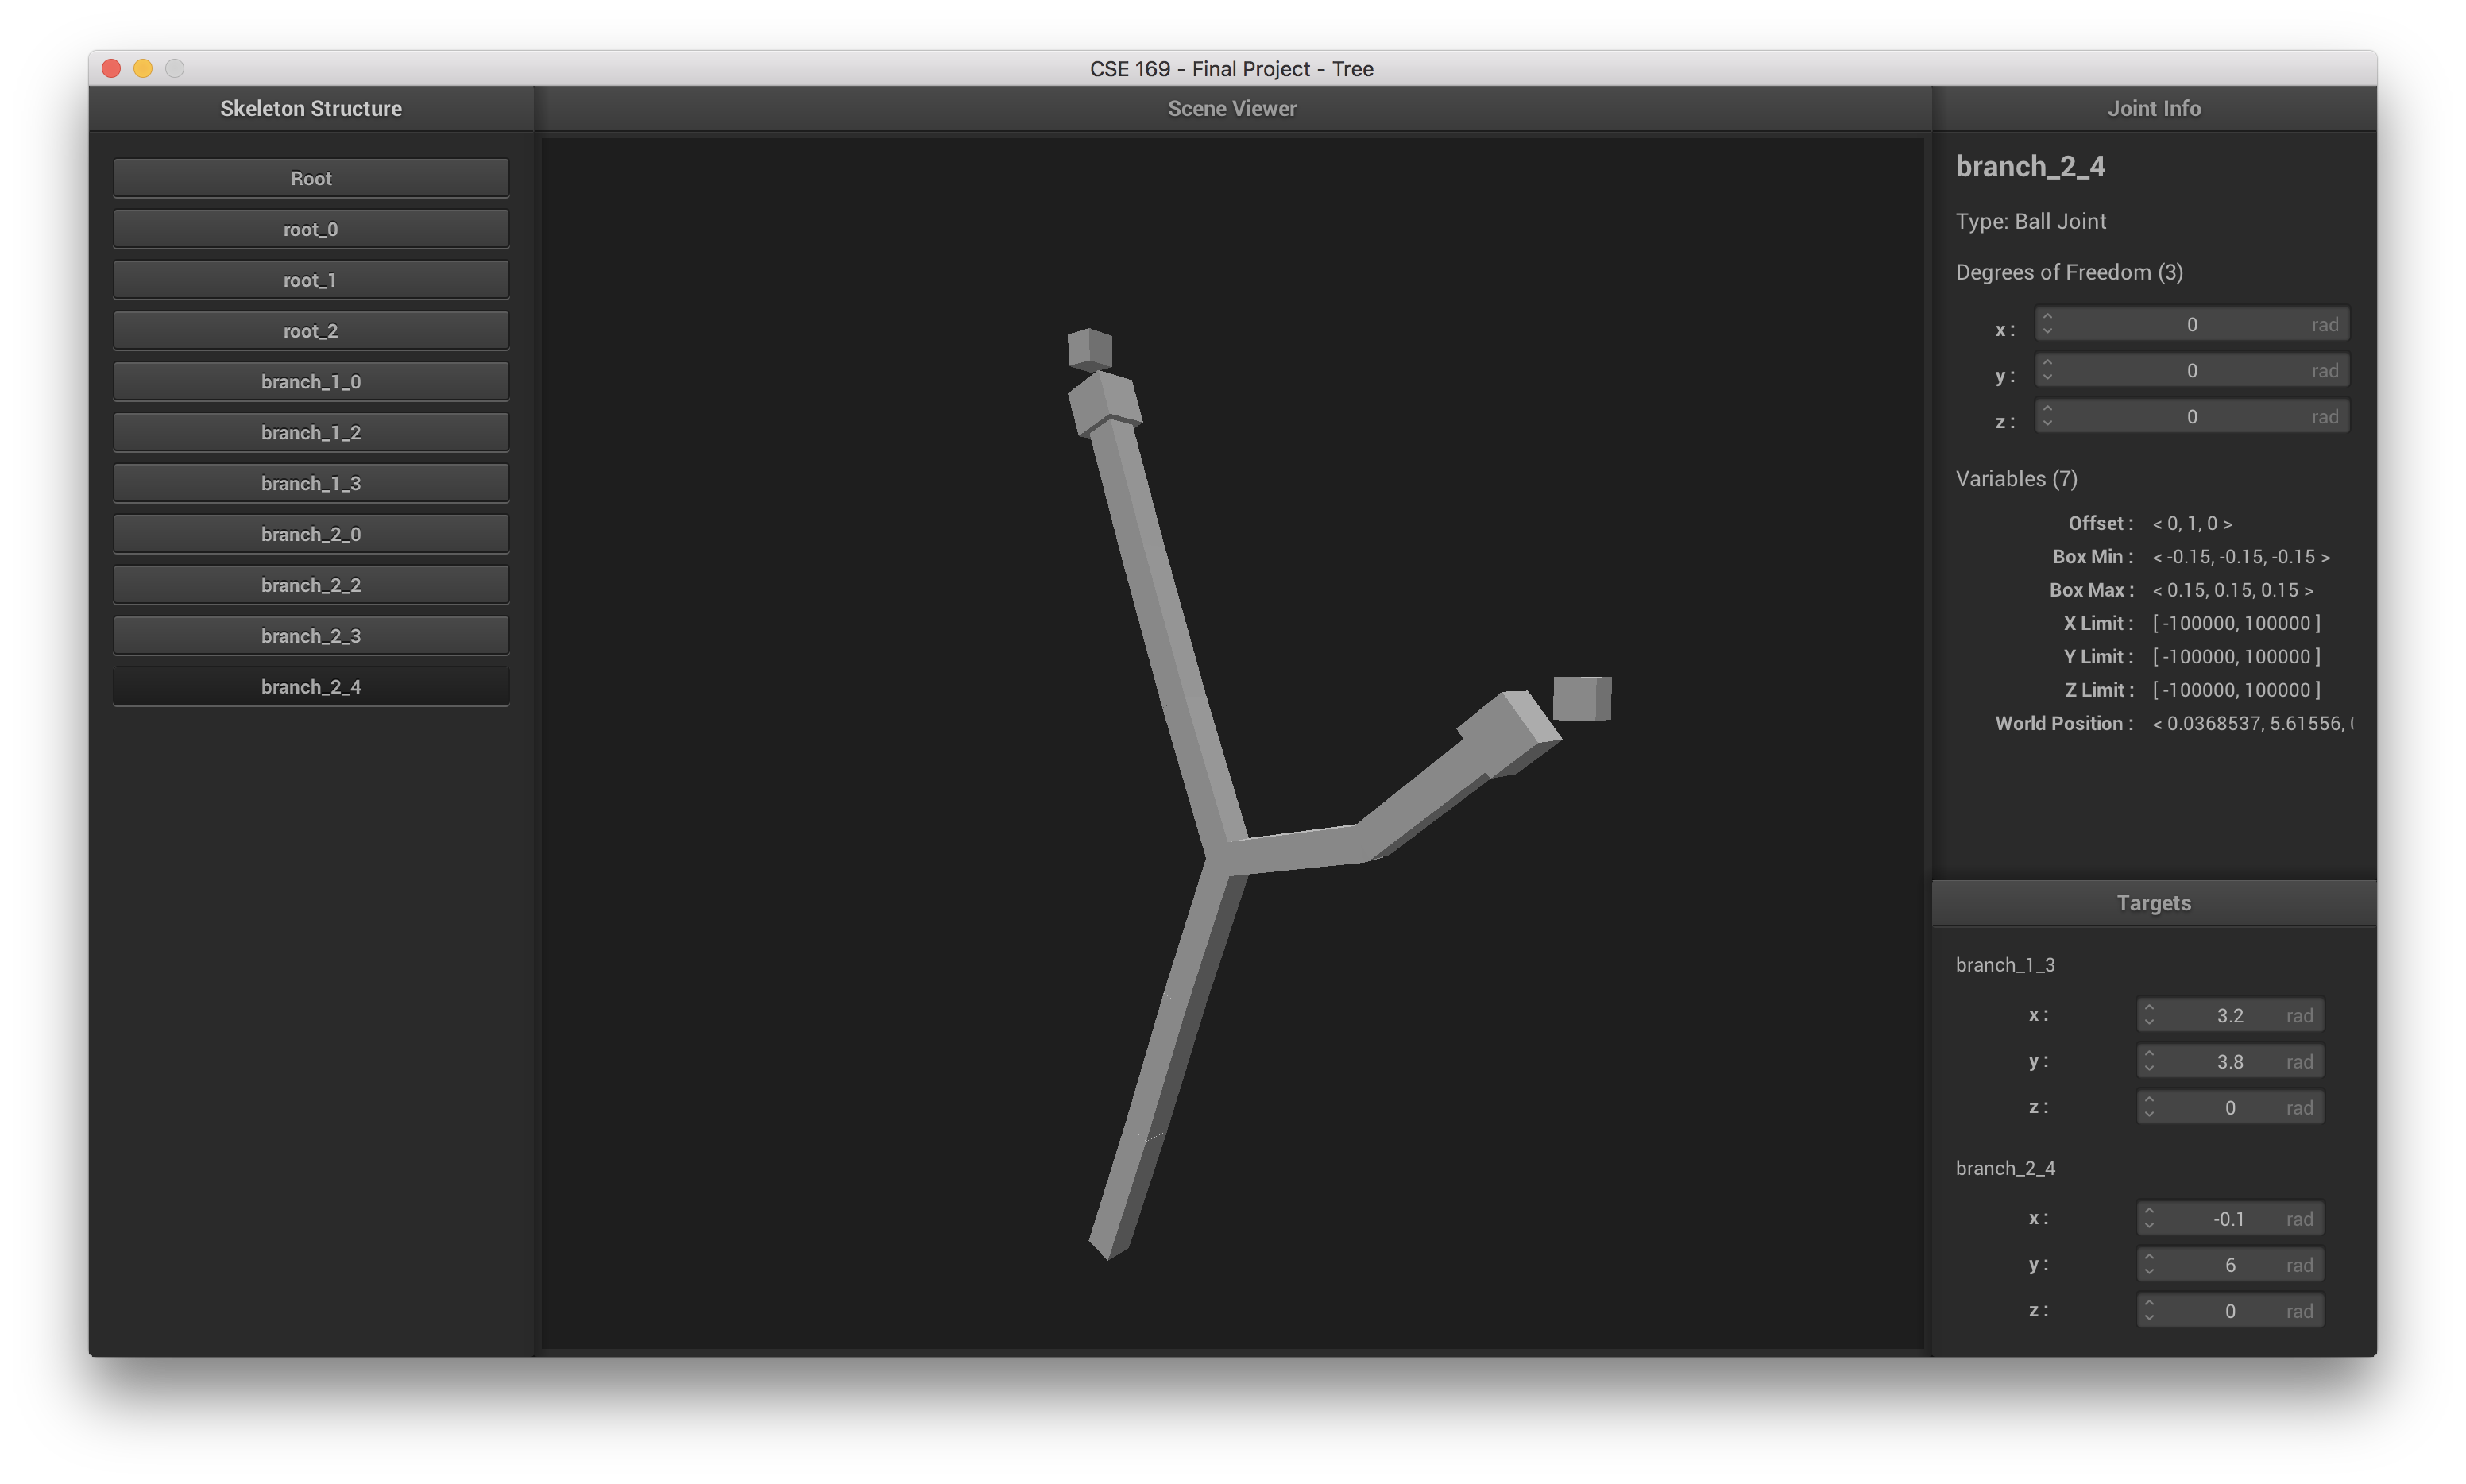 CSE 169 - Final Project - Tree
Skeleton Structure
Root
root_0
root_1
root_2
branch_1_0
branch_1_2
branch_1_3
branch_2_0
branch_2_2
branch_2_3
branch_2_4
Scene Viewer
Joint Info
branch_2_4
Type: Ball Joint
Degrees of Freedom (3)
x : 0 rad
y : 0 rad
z : 0 rad
Variables (7)
Offset : < 0, 1, 0 >
Box Min : < -0.15, -0.15, -0.15 >
Box Max : < 0.15, 0.15, 0.15 >
X Limit : [ -100000, 100000 ]
Y Limit : [ -100000, 100000 ]
Z Limit : [ -100000, 100000 ]
World Position : < 0.0368537, 5.61556,
Targets
branch_1_3
x : 3.2 rad
y : 3.8 rad
z : 0 rad
branch_2_4
x : -0.1 rad
y : 6 rad
z : 0 rad